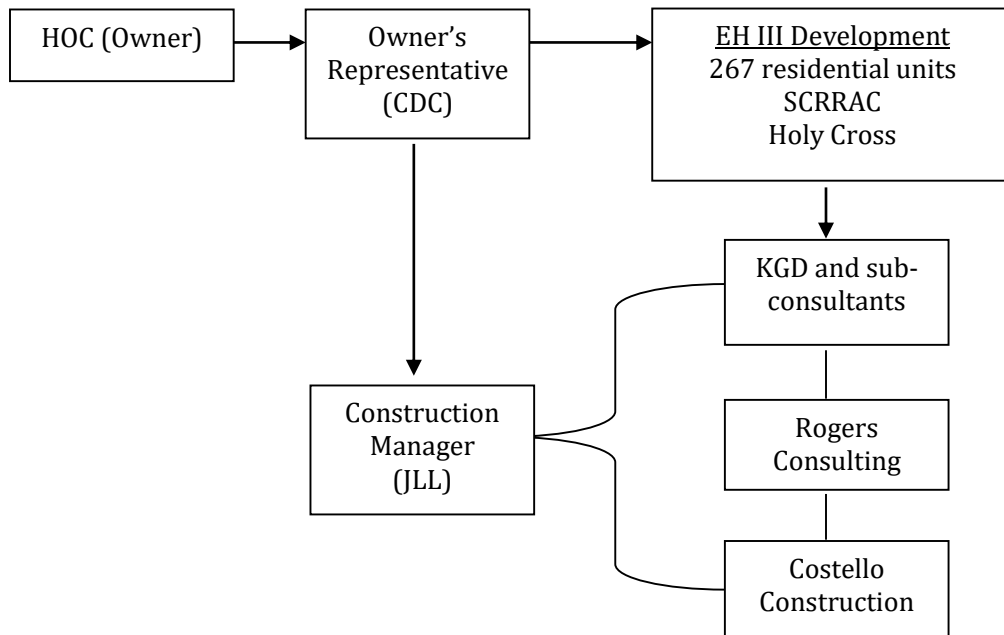 HOC (Owner)
Owner’s
Representative
(CDC)
EH III Development
267 residential units
SCRRAC
Holy Cross
KGD and sub-
consultants
Construction
Manager
(JLL)
Rogers
Consulting
Costello
Construction